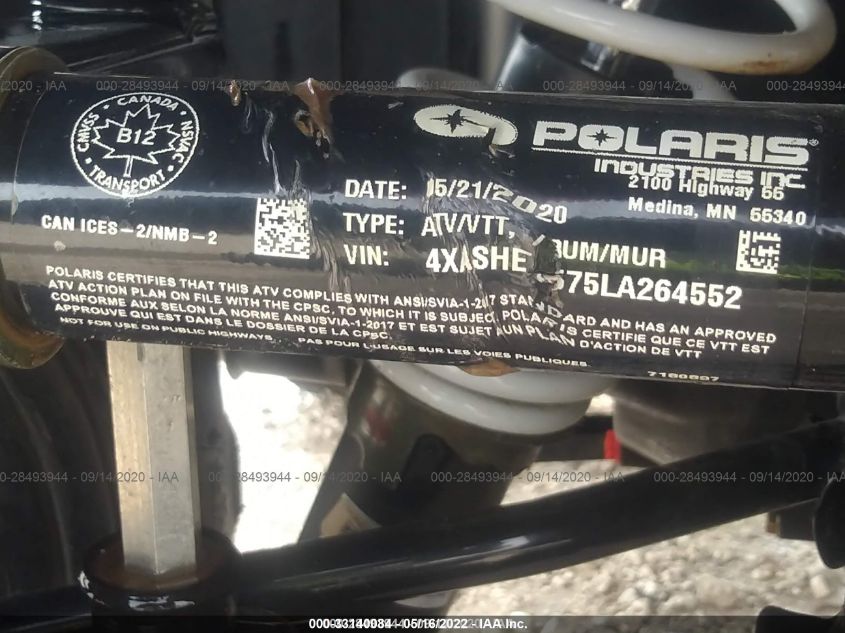 000-28493944 - 09/14/2020 - IAA
CANADA
CMVSS · NSVAC
B12
TRANSPORT
POLARIS
INDUSTRIES INC
2100 Highway 55
Medina, MN 55340
DATE: 05/21/2020
TYPE: ATV/VTT,
VIN: 4XASHE 575LA264552
CAN ICES-2/NMB-2
POLARIS CERTIFIES THAT THIS ATV COMPLIES WITH ANSI/SVIA-1-2017 STANDARD AND HAS AN APPROVED
ATV ACTION PLAN ON FILE WITH THE CPSC, TO WHICH IT IS SUBJECT. POLARIS CERTIFIE QUE CE VTT EST
CONFORME AUX SELON LA NORME ANSI/SVIA-1-2017 ET EST SUJET AUN PLAN D'ACTION DE VTT
APPROUVE QUI EST DANS LE DOSSIER DE LA CPSC.
NOT FOR USE ON PUBLIC HIGHWAYS. PAS POUR L'USAGE SUR LES VOIES PUBLIQUES.
000-28493944 - 09/14/2020 - IAA
000-33140084 - 05/16/2022 - IAA Inc.